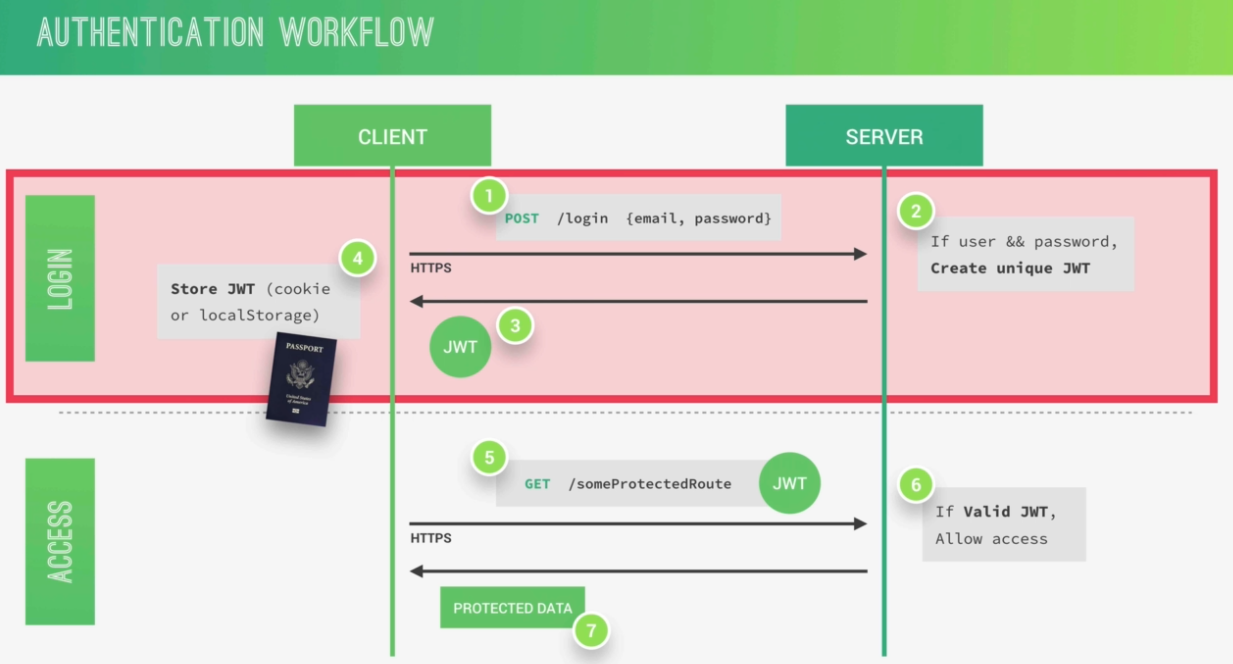 AUTHENTICATION WORKFLOW
CLIENT
SERVER
LOGIN
1
POST /login {email, password}
HTTPS
2
If user && password,
Create unique JWT
3
JWT
4
Store JWT (cookie
or localStorage)
PASSPORT
United States
of America
ACCESS
5
GET /someProtectedRoute
JWT
HTTPS
6
If Valid JWT,
Allow access
PROTECTED DATA
7